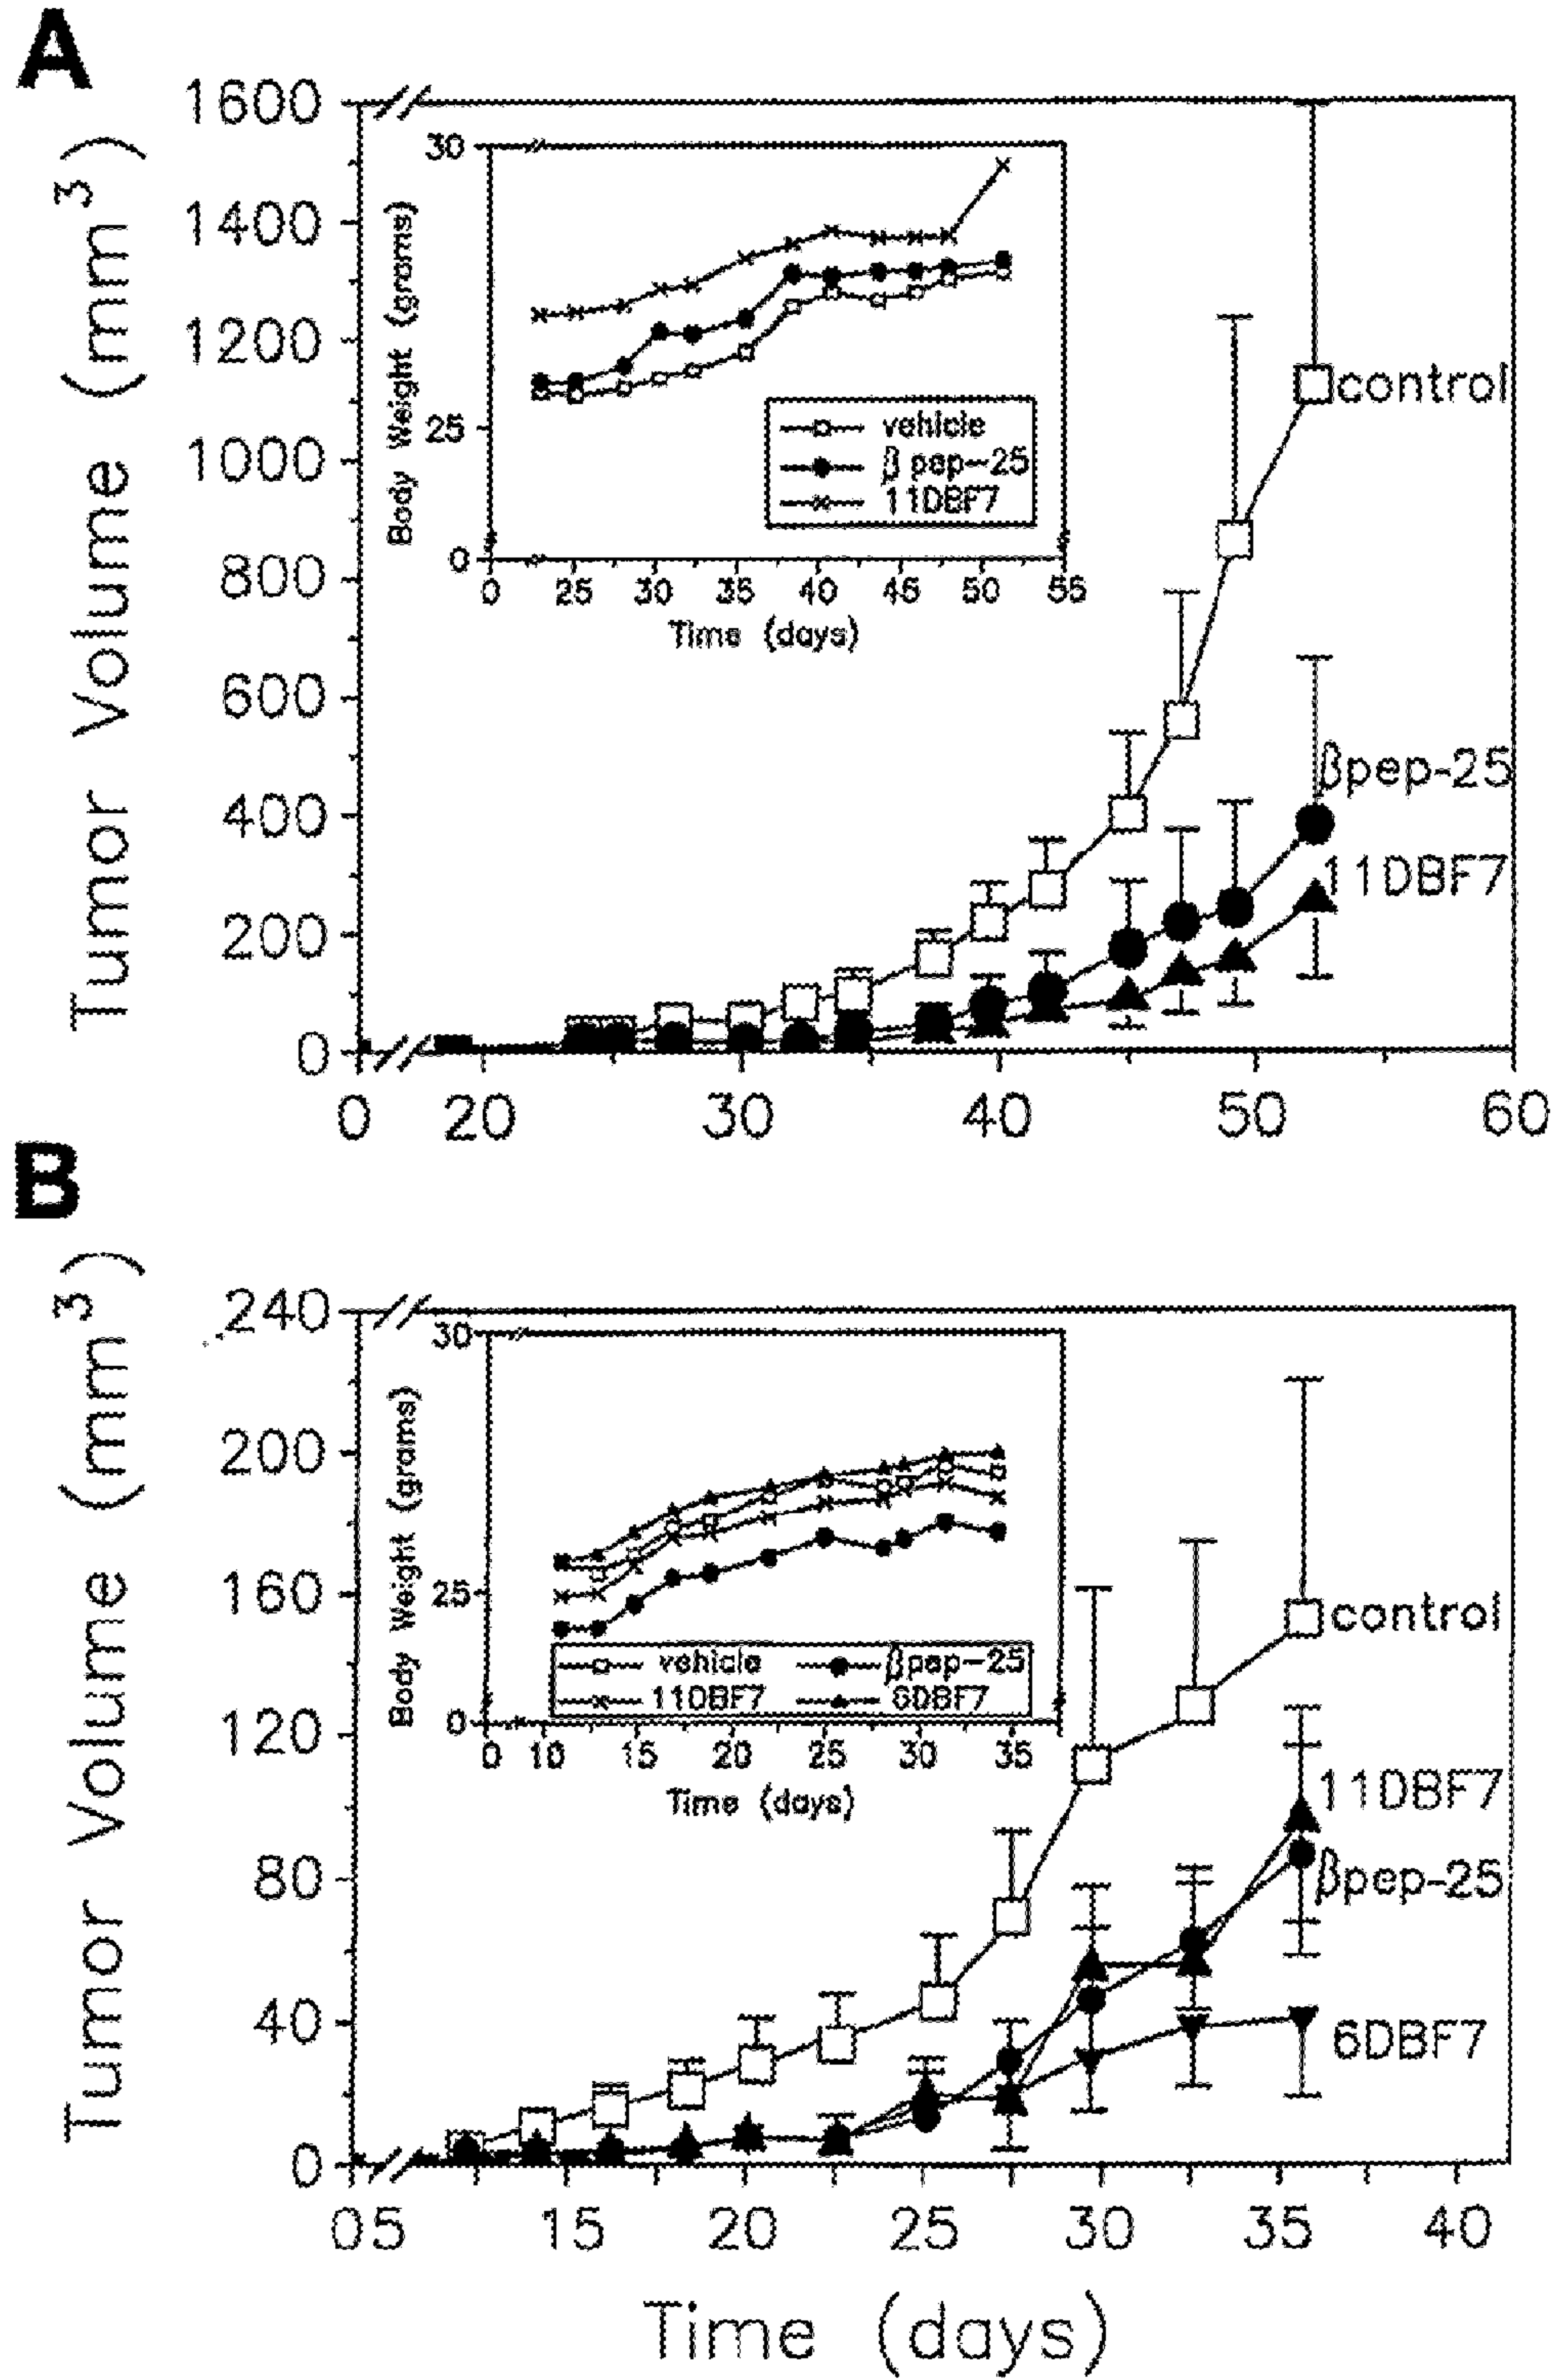 A
Tumor Volume (mm³)
1600
1400
1200
1000
800
600
400
200
0
0 20 30 40 50 60
Body Weight (grams)
30
25
0
0 25 30 35 40 45 50 55
Time (days)
vehicle
β pep-25
11DBF7
control
βpep-25
11DBF7
B
Tumor Volume (mm³)
240
200
160
120
80
40
0
05 15 20 25 30 35 40
Time (days)
Body Weight (grams)
30
25
0
0 10 15 20 25 30 35
Time (days)
vehicle βpep-25
11DBF7 6DBF7
control
11DBF7
βpep-25
6DBF7